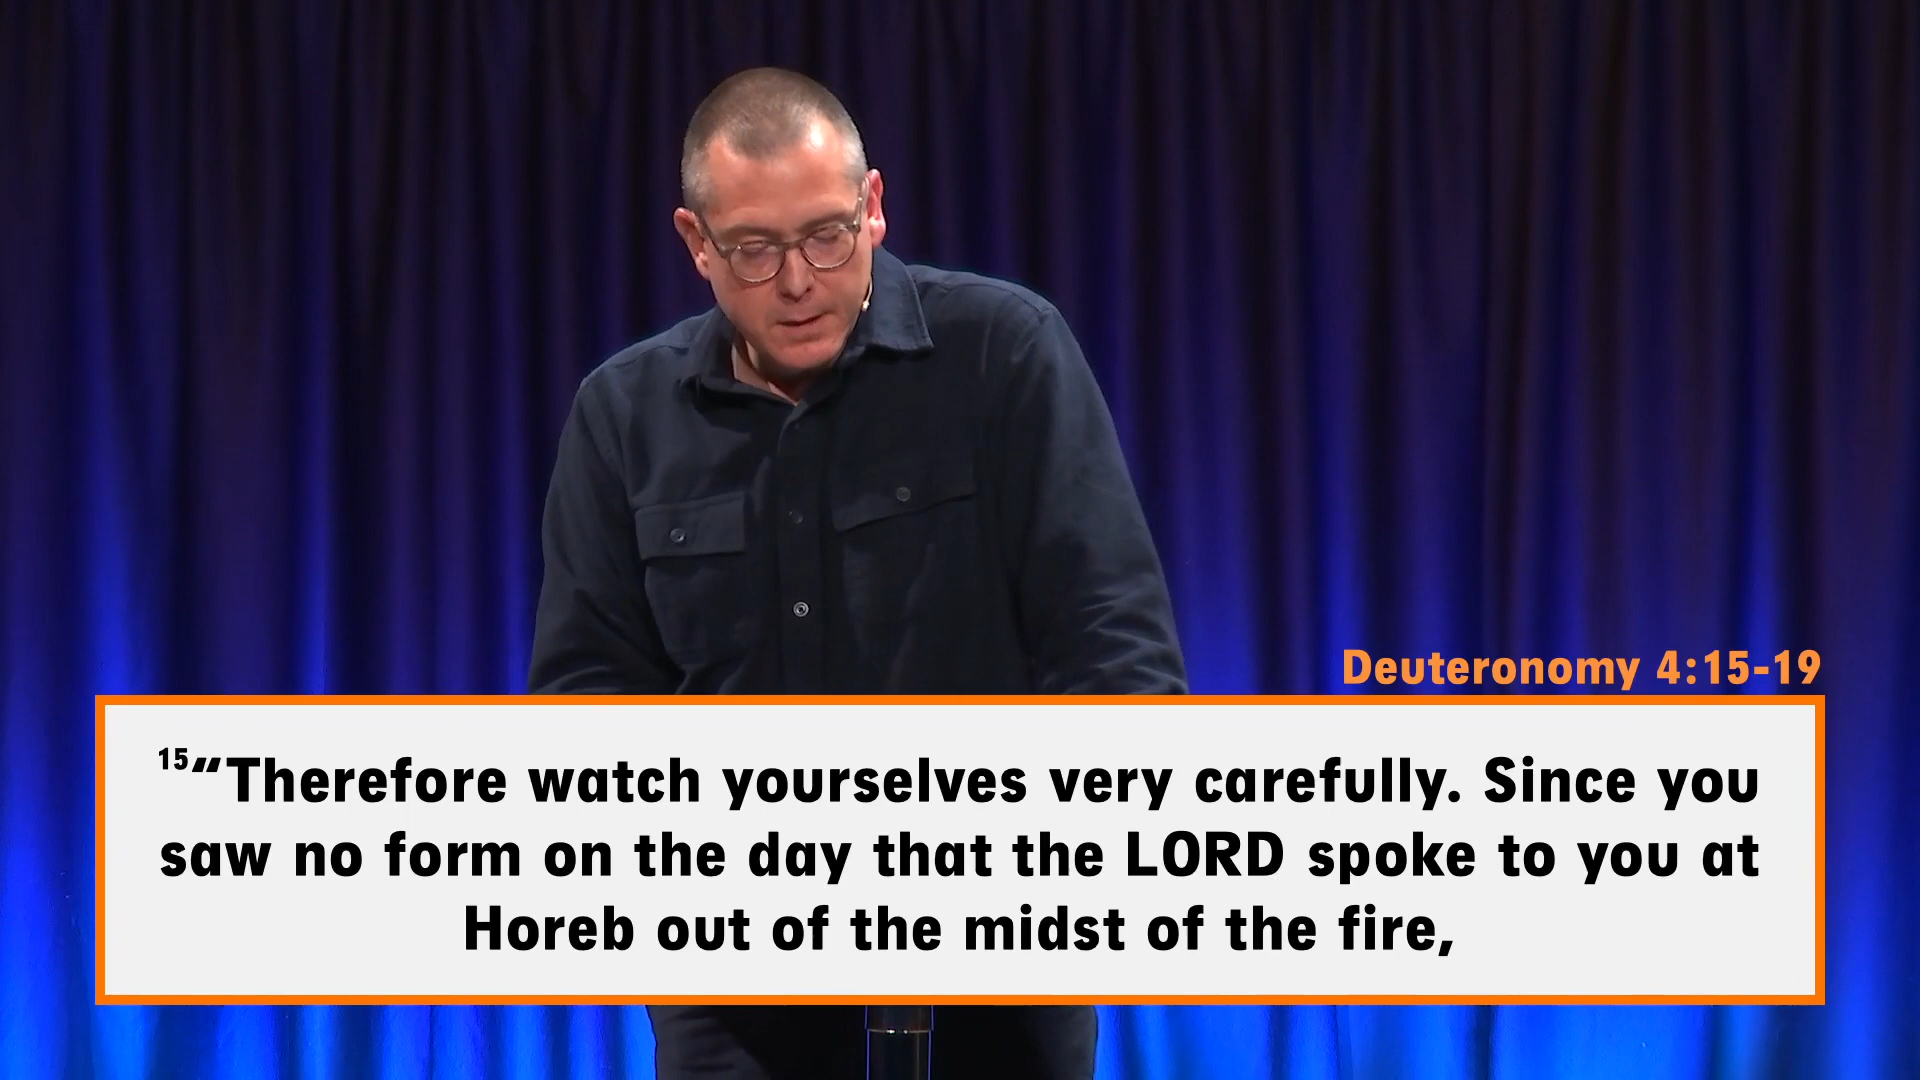 Deuteronomy 4:15-19
15“Therefore watch yourselves very carefully. Since you
saw no form on the day that the LORD spoke to you at
Horeb out of the midst of the fire,